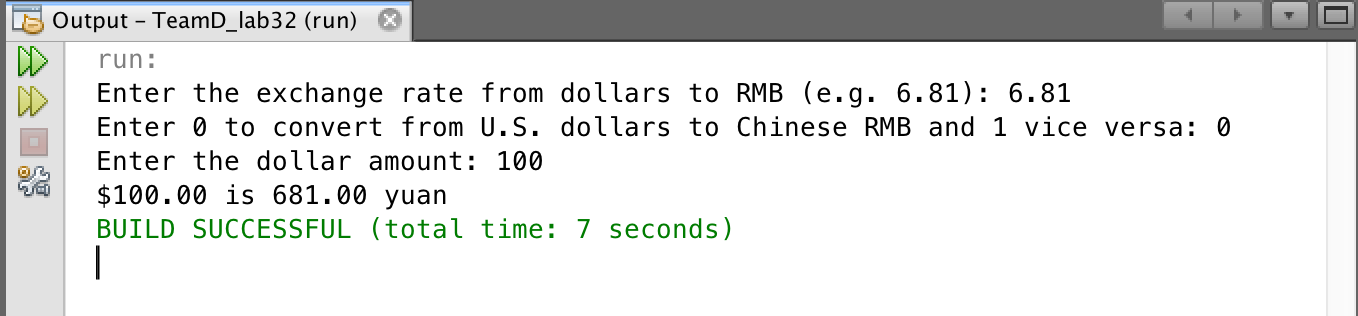 Output – TeamD_lab32 (run)
run:
Enter the exchange rate from dollars to RMB (e.g. 6.81): 6.81
Enter 0 to convert from U.S. dollars to Chinese RMB and 1 vice versa: 0
Enter the dollar amount: 100
$100.00 is 681.00 yuan
BUILD SUCCESSFUL (total time: 7 seconds)